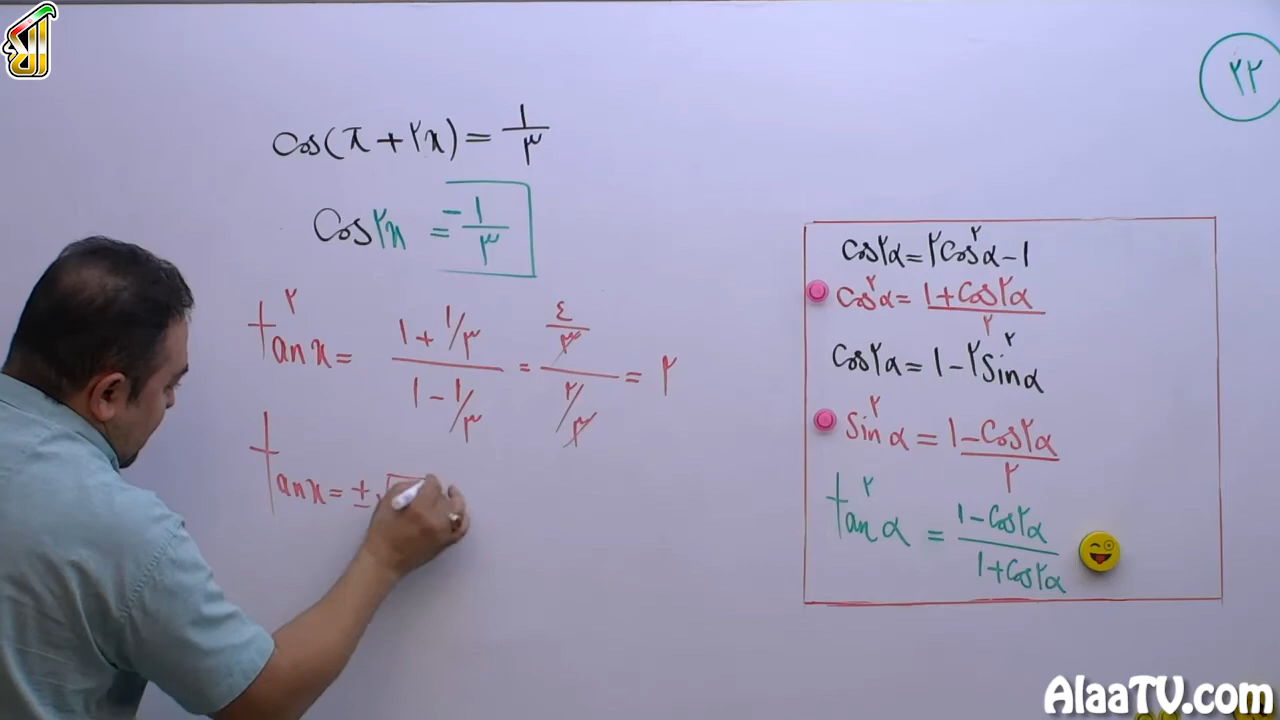 ۲۲
cos(π + ۲x) = ۱/۳
cos۲x = -۱/۳
tan²x = (۱ + ۱/۳)/(۱ - ۱/۳) = (۴/۳)/(۲/۳) = ۲
tan x = ±
cos۲α = ۲cos²α - ۱
cos²α = (۱ + cos۲α)/۲
cos۲α = ۱ - ۲sin²α
sin²α = (۱ - cos۲α)/۲
tan²α = (۱ - cos۲α)/(۱ + cos۲α)
AlaaTV.com